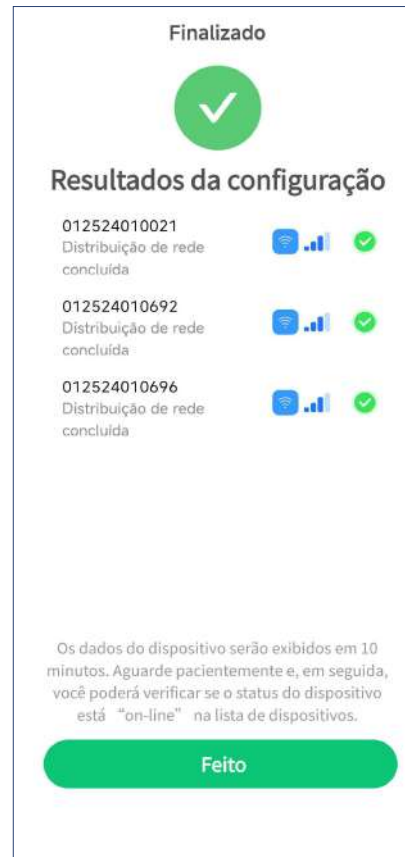 Finalizado
Resultados da configuração
012524010021
Distribuição de rede
concluída
012524010692
Distribuição de rede
concluída
012524010696
Distribuição de rede
concluída
Os dados do dispositivo serão exibidos em 10
minutos. Aguarde pacientemente e, em seguida,
você poderá verificar se o status do dispositivo
está “on-line” na lista de dispositivos.
Feito